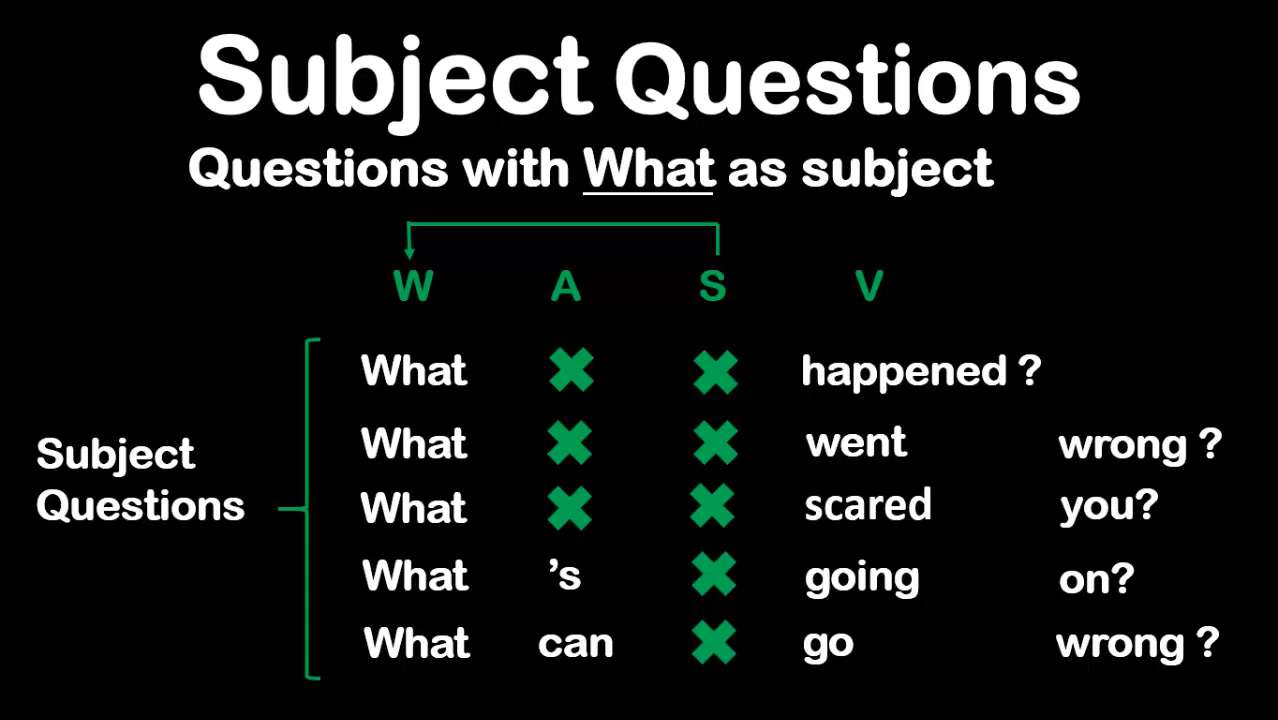 Subject Questions
Questions with What as subject
W A S V
What happened ?
What went wrong ?
Subject
Questions
What scared you?
What 's going on?
What can go wrong ?